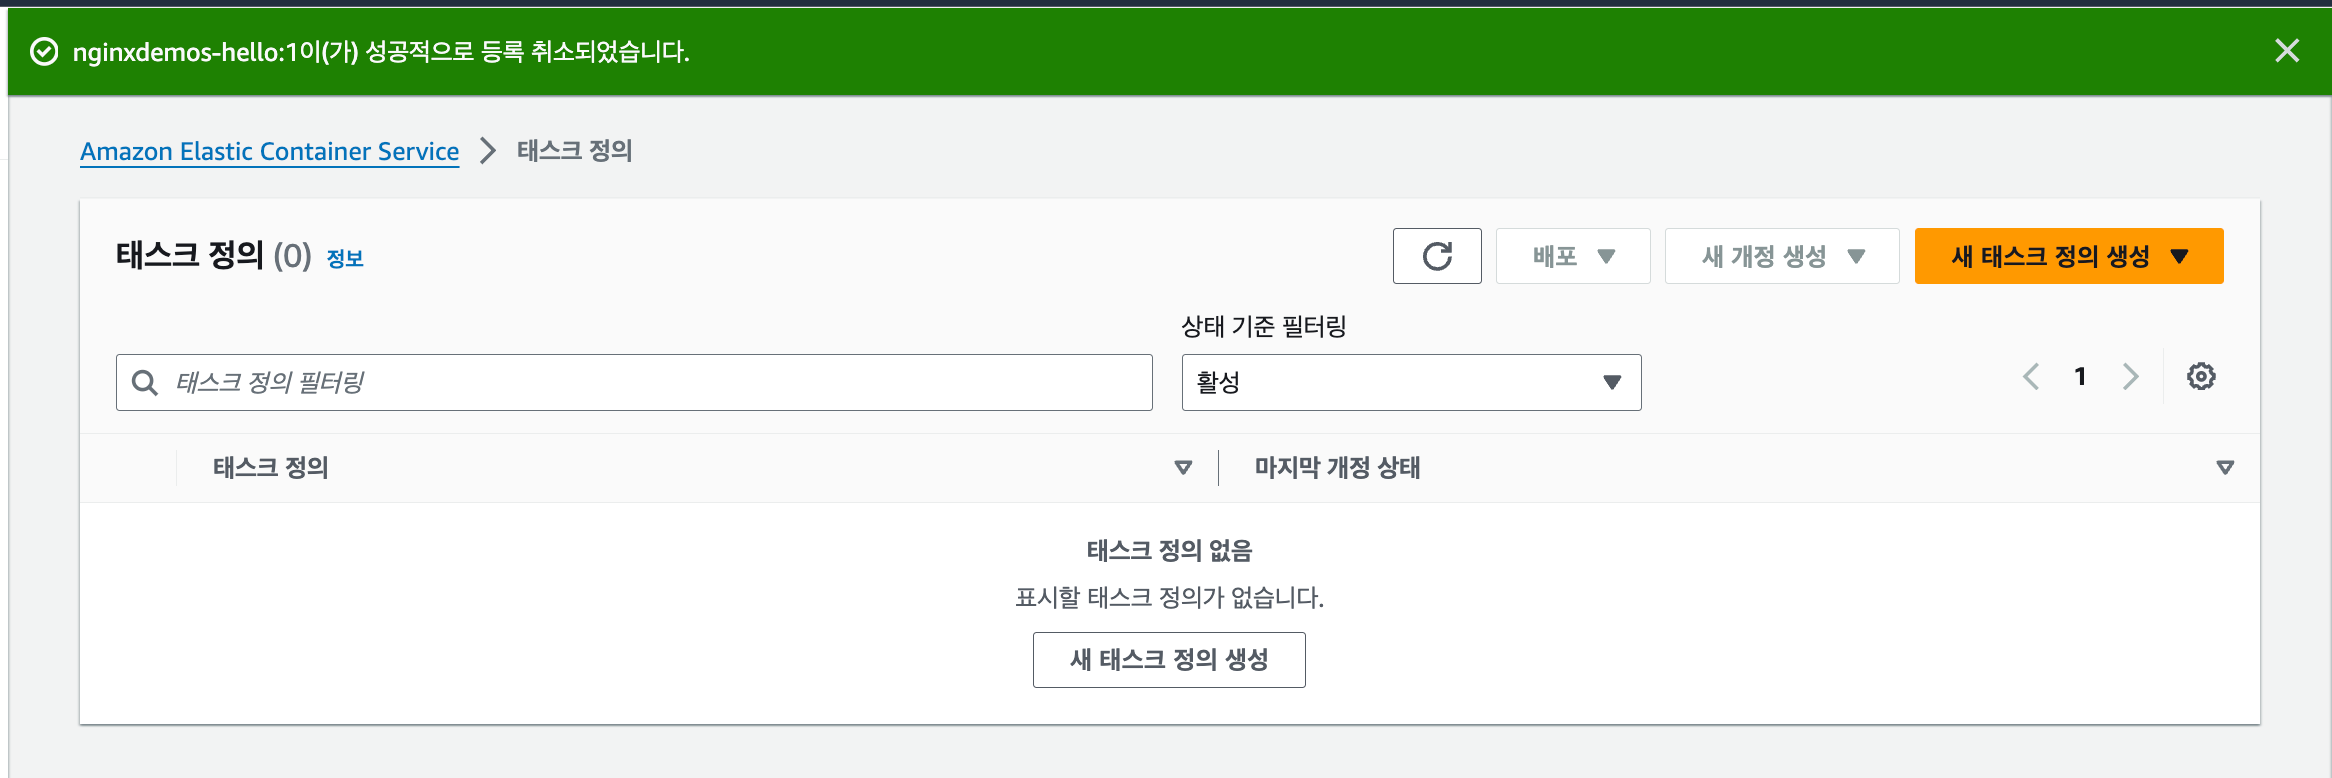 nginxdemos-hello:1이(가) 성공적으로 등록 취소되었습니다.
Amazon Elastic Container Service
태스크 정의
태스크 정의 (0) 정보
배포
새 개정 생성
새 태스크 정의 생성
상태 기준 필터링
태스크 정의 필터링
활성
1
태스크 정의
마지막 개정 상태
태스크 정의 없음
표시할 태스크 정의가 없습니다.
새 태스크 정의 생성